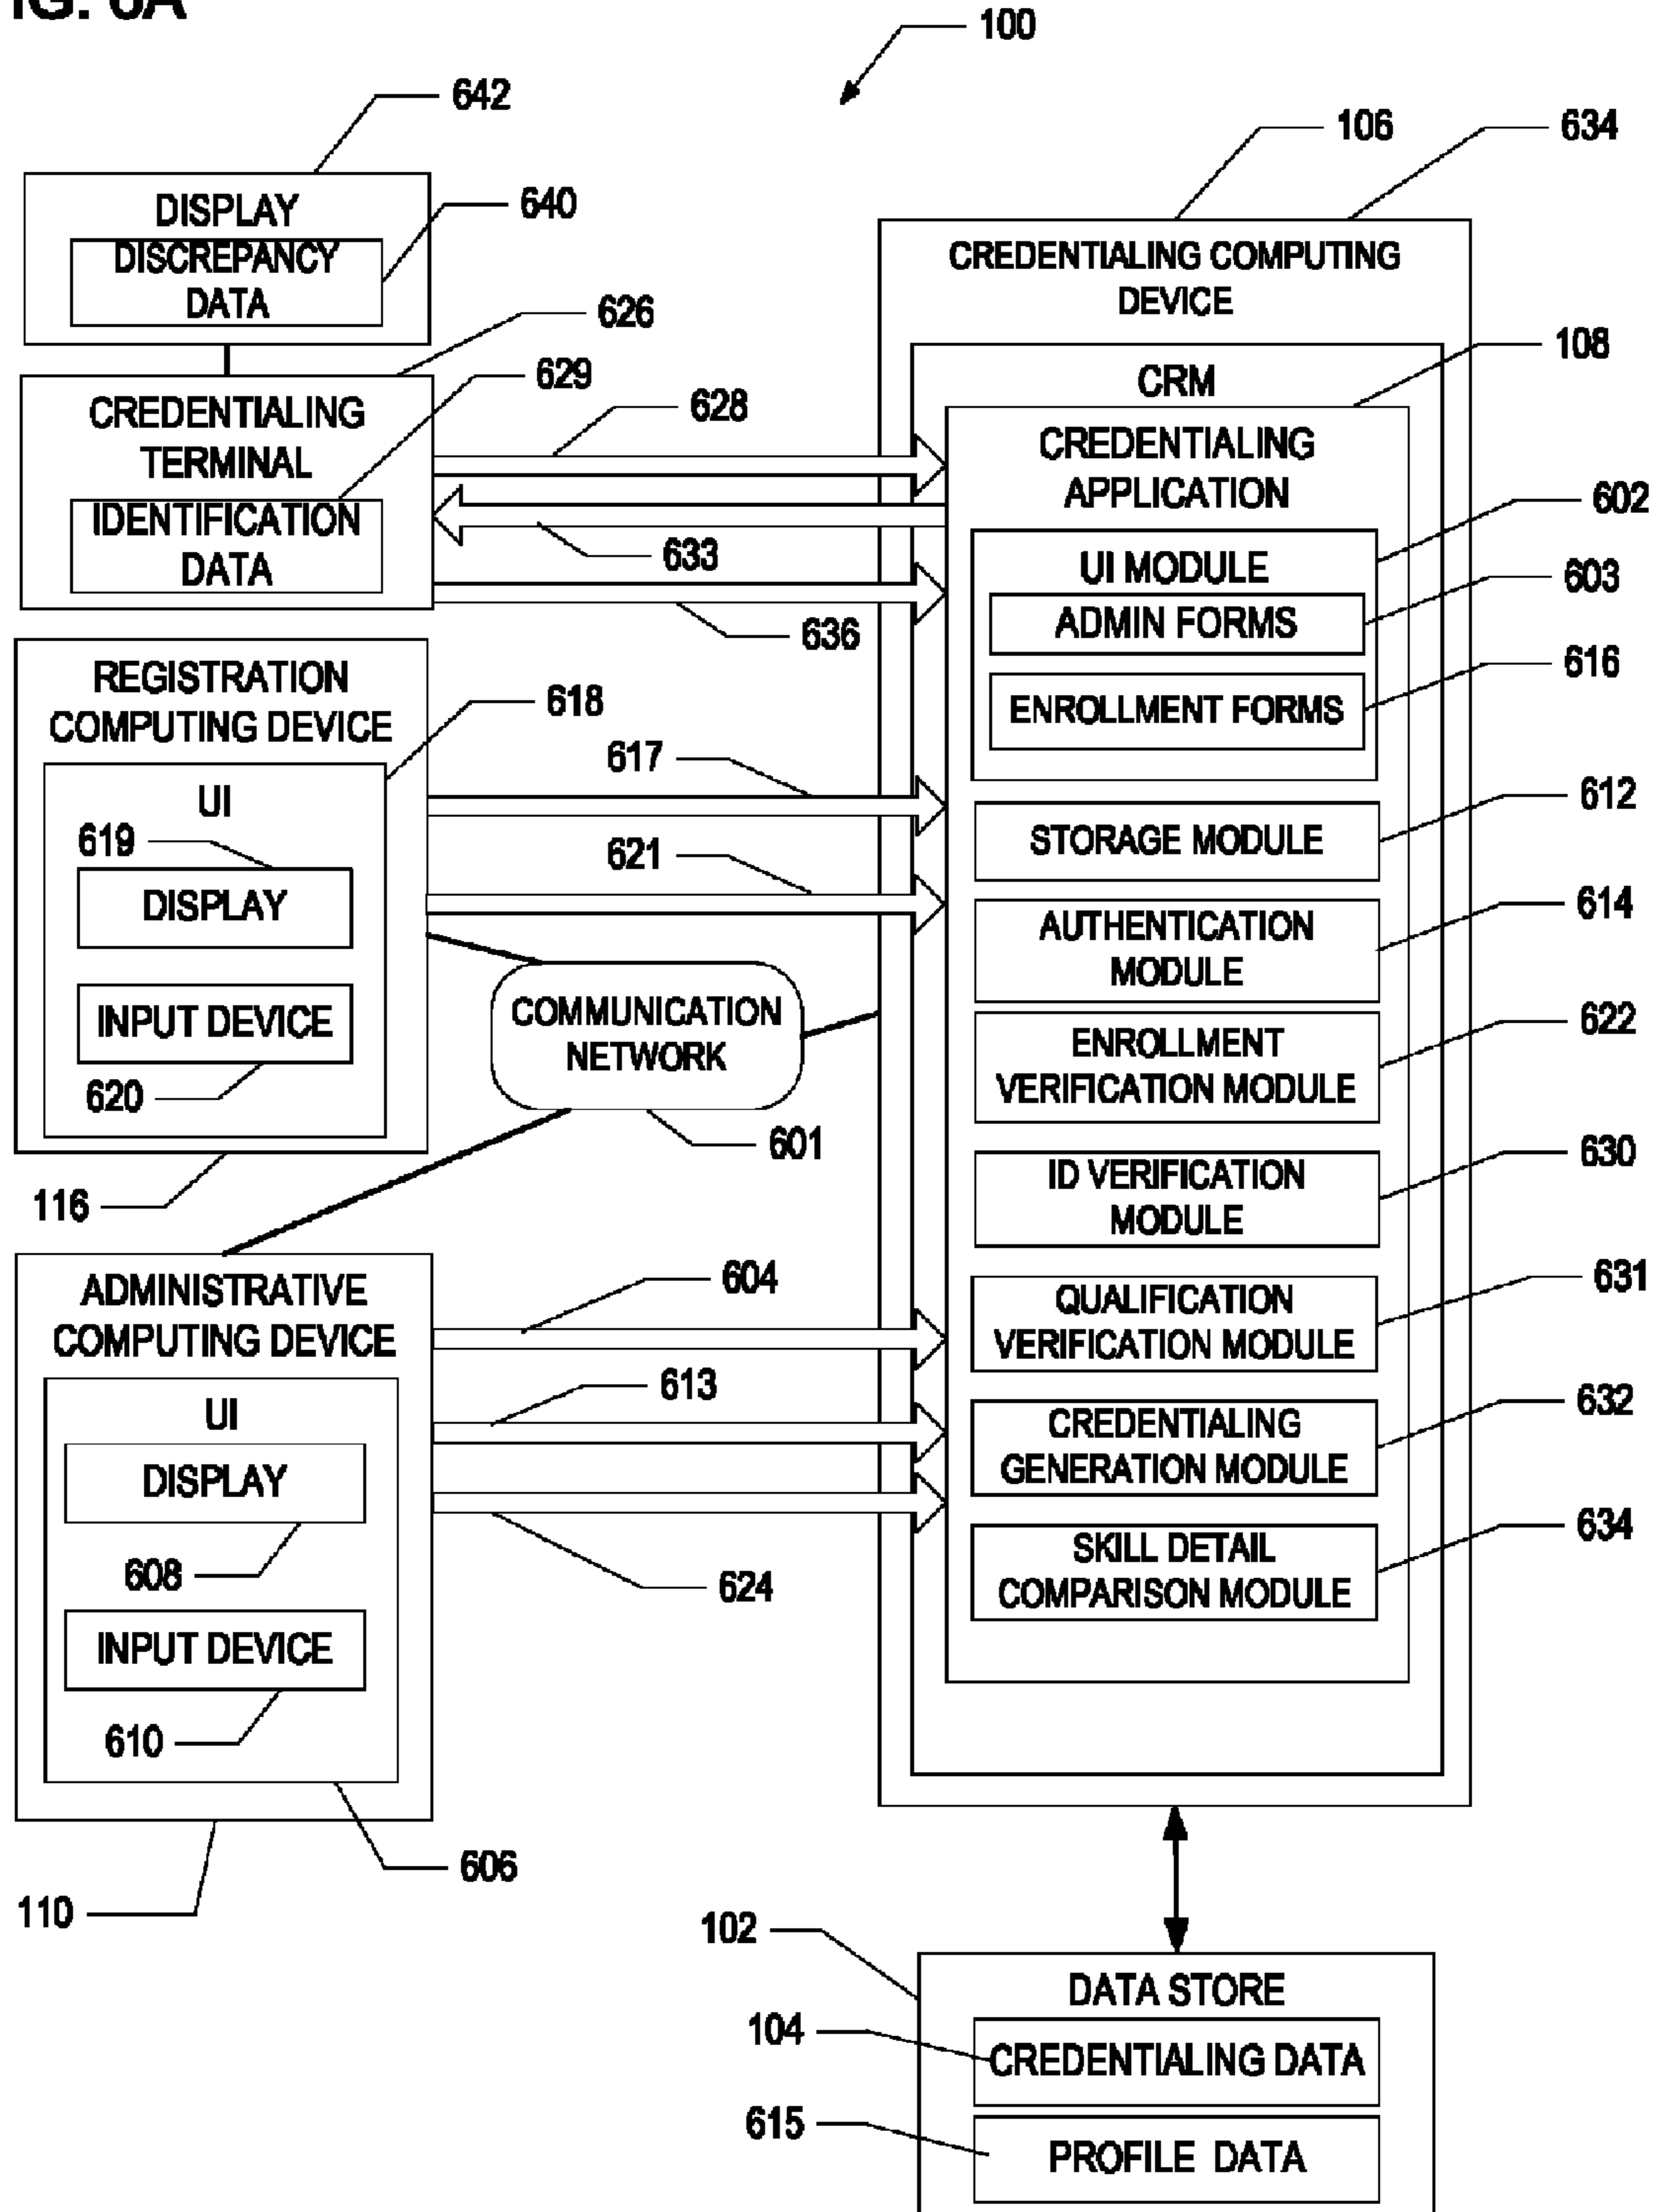 IG. 6A
100
642
106
634
DISPLAY
640
DISCREPANCY
DATA
CREDENTIALING COMPUTING
DEVICE
626
629
108
CREDENTIALING
TERMINAL
628
CRM
CREDENTIALING
APPLICATION
602
IDENTIFICATION
DATA
633
UI MODULE
603
ADMIN FORMS
636
REGISTRATION
COMPUTING DEVICE
618
616
ENROLLMENT FORMS
617
UI
612
619
STORAGE MODULE
621
DISPLAY
614
AUTHENTICATION
MODULE
INPUT DEVICE
COMMUNICATION
NETWORK
622
ENROLLMENT
VERIFICATION MODULE
620
601
630
ID VERIFICATION
MODULE
116
604
631
ADMINISTRATIVE
COMPUTING DEVICE
QUALIFICATION
VERIFICATION MODULE
613
632
UI
CREDENTIALING
GENERATION MODULE
DISPLAY
634
608
624
SKILL DETAIL
COMPARISON MODULE
INPUT DEVICE
610
606
110
102
DATA STORE
104
CREDENTIALING DATA
615
PROFILE DATA